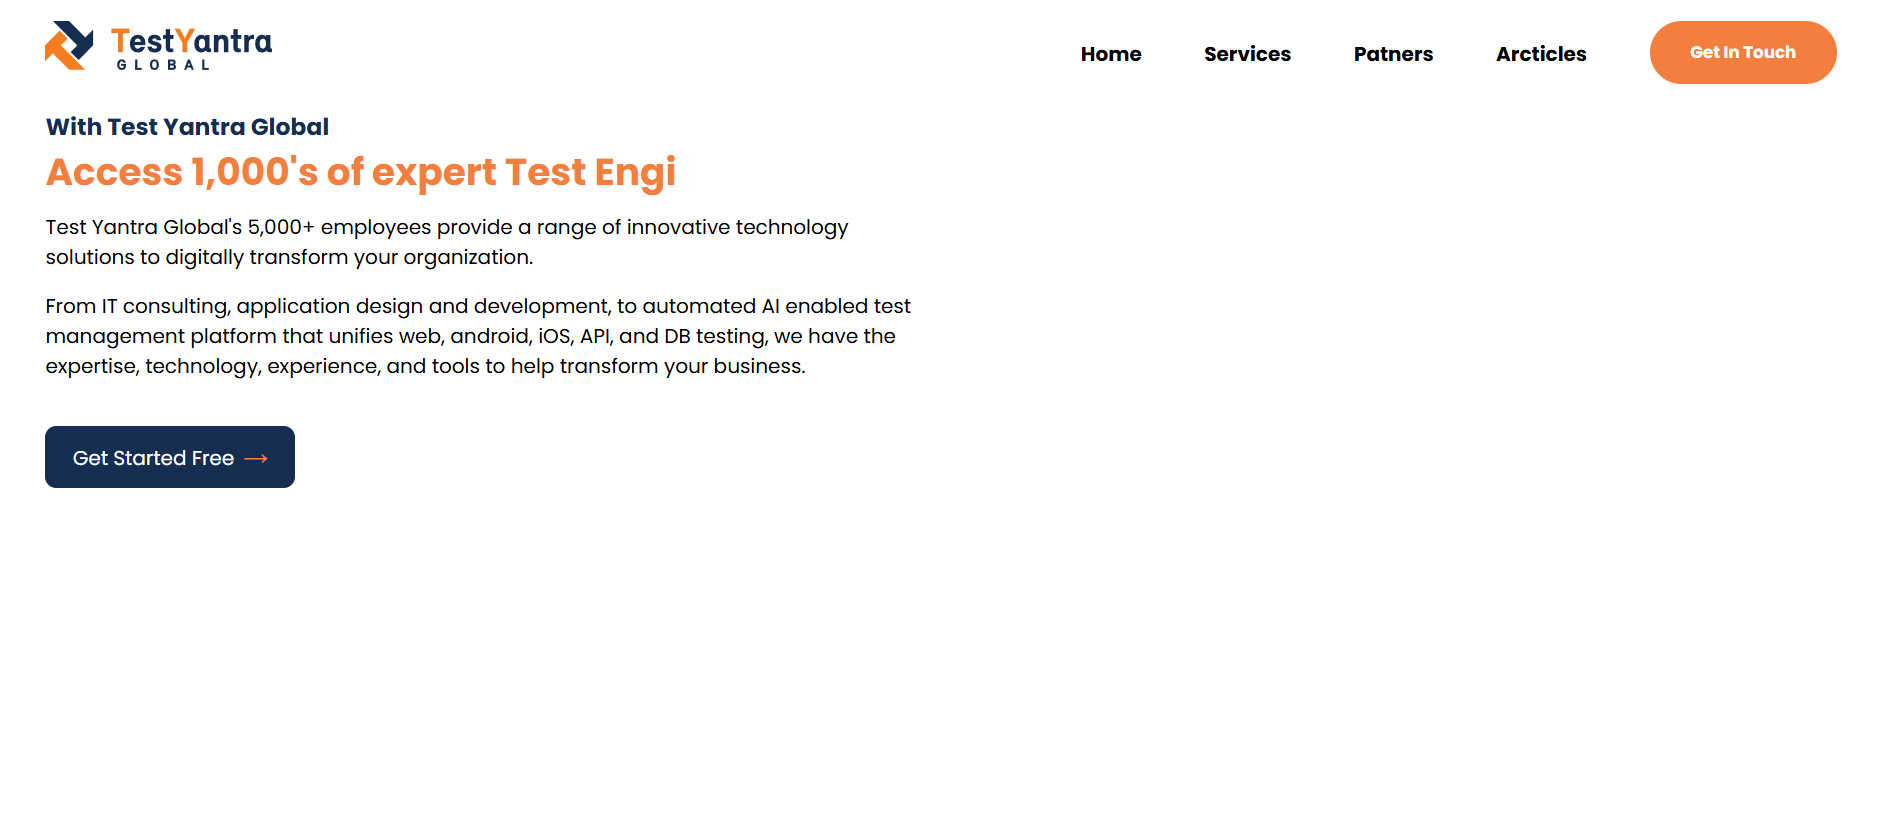 TestYantra
GLOBAL
Home Services Patners Arcticles Get In Touch
With Test Yantra Global
Access 1,000's of expert Test Engi
Test Yantra Global's 5,000+ employees provide a range of innovative technology
solutions to digitally transform your organization.
From IT consulting, application design and development, to automated AI enabled test
management platform that unifies web, android, iOS, API, and DB testing, we have the
expertise, technology, experience, and tools to help transform your business.
Get Started Free →